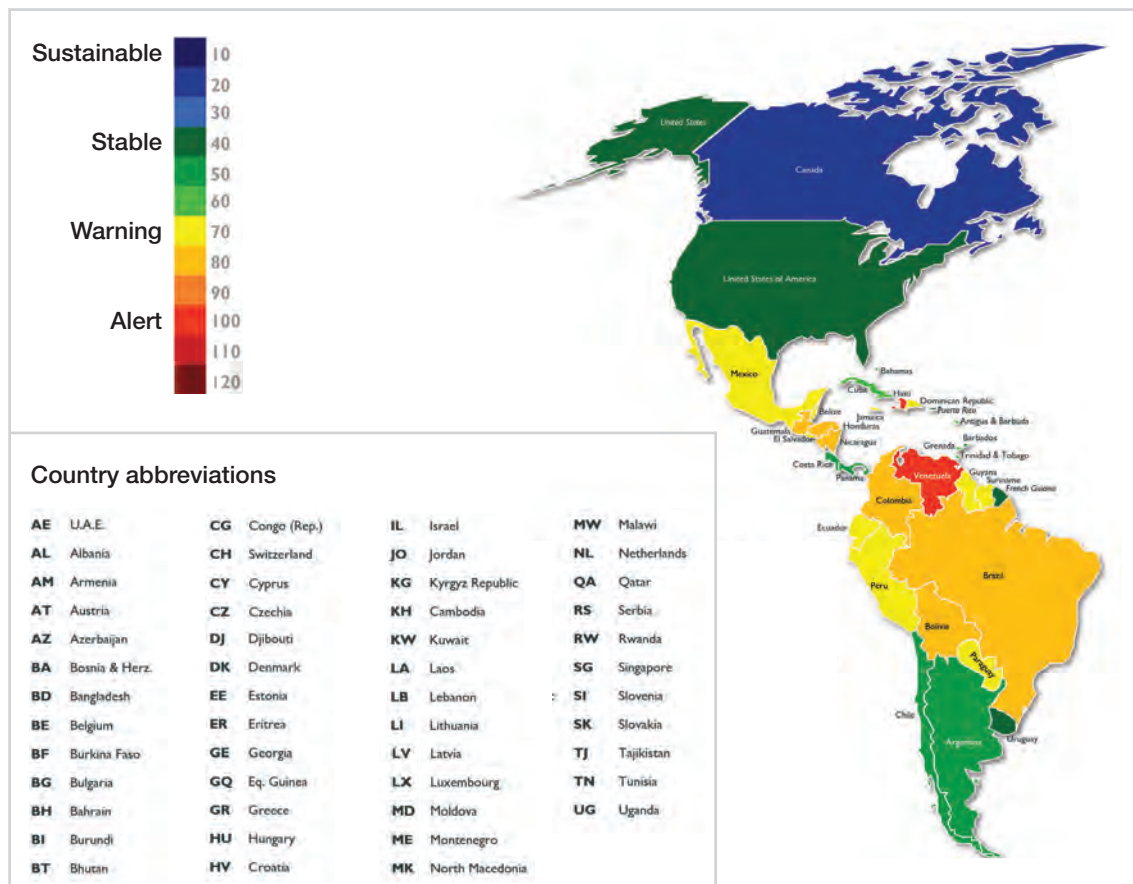 Sustainable
10
20
30
Stable
40
50
60
Warning
70
80
90
Alert
100
110
120
United States
Canada
United States of America
Mexico
Bahamas
Cuba
Haiti
Dominican Republic
Puerto Rico
Jamaica
Belize
Antigua & Barbuda
Guatemala
Honduras
El Salvador
Nicaragua
Barbados
Grenada
Costa Rica
Trinidad & Tobago
Panama
Venezuela
Guyana
Suriname
French Guiana
Colombia
Ecuador
Peru
Brazil
Bolivia
Paraguay
Chile
Argentina
Uruguay
Country abbreviations
AE U.A.E.
AL Albania
AM Armenia
AT Austria
AZ Azerbaijan
BA Bosnia & Herz.
BD Bangladesh
BE Belgium
BF Burkina Faso
BG Bulgaria
BH Bahrain
BI Burundi
BT Bhutan
CG Congo (Rep.)
CH Switzerland
CY Cyprus
CZ Czechia
DJ Djibouti
DK Denmark
EE Estonia
ER Eritrea
GE Georgia
GQ Eq. Guinea
GR Greece
HU Hungary
HV Croatia
IL Israel
JO Jordan
KG Kyrgyz Republic
KH Cambodia
KW Kuwait
LA Laos
LB Lebanon
LI Lithuania
LV Latvia
LX Luxembourg
MD Moldova
ME Montenegro
MK North Macedonia
MW Malawi
NL Netherlands
QA Qatar
RS Serbia
RW Rwanda
SG Singapore
SI Slovenia
SK Slovakia
TJ Tajikistan
TN Tunisia
UG Uganda